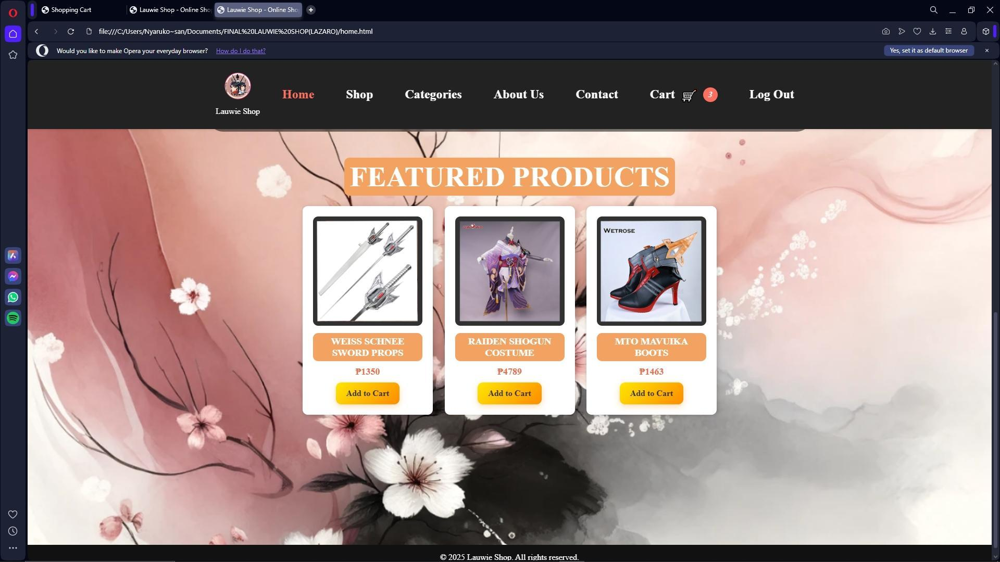 Shopping Cart
Lauwie Shop - Online Sho
Lauwie Shop - Online Sho
file:///C:/Users/Nyaruko~san/Documents/FINAL%20LAUWIE%20SHOP(LAZARO)/home.html
Would you like to make Opera your everyday browser? How do I do that?
Yes, set it as default browser
Lauwie Shop
Home
Shop
Categories
About Us
Contact
Cart 3
Log Out
FEATURED PRODUCTS
WEISS SCHNEE
SWORD PROPS
₱1350
Add to Cart
UWOWO
RAIDEN SHOGUN
COSTUME
₱4789
Add to Cart
WETROSE
MTO MAVUIKA
BOOTS
₱1463
Add to Cart
© 2025 Lauwie Shop. All rights reserved.